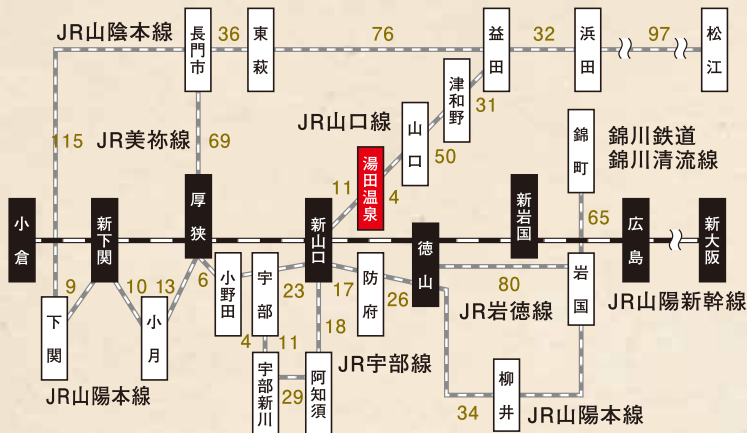 JR山陰本線
長門市
36
東萩
76
益田
32
浜田
97
松江
115
JR美祢線
69
JR山口線
津和野
31
山口
50
湯田温泉
11
4
錦町
錦川鉄道
錦川清流線
65
小倉
新下関
厚狭
新山口
徳山
新岩国
広島
新大阪
9
10
13
6
小野田
宇部
23
17
防府
26
80
JR岩徳線
岩国
JR山陽新幹線
下関
小月
4
11
18
JR宇部線
JR山陽本線
宇部新川
29
阿知須
34
柳井
JR山陽本線